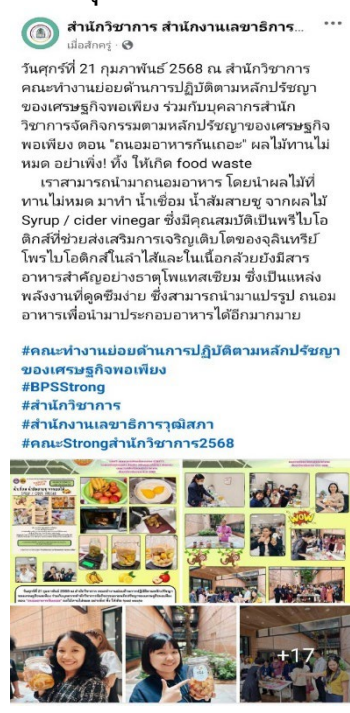 สำนักวิชาการ สำนักงานเลขาธิการ...
เมื่อสักครู่ ·
วันศุกร์ที่ 21 กุมภาพันธ์ 2568 ณ สำนักวิชาการ
คณะทำงานย่อยด้านการปฏิบัติตามหลักปรัชญา
ของเศรษฐกิจพอเพียง ร่วมกับบุคลากรสำนัก
วิชาการจัดกิจกรรมตามหลักปรัชญาของเศรษฐกิจ
พอเพียง ตอน "ถนอมอาหารกันเถอะ" ผลไม้ทานไม่
หมด อย่าเพิ่ง! ทิ้ง ให้เกิด food waste
เราสามารถนำมาถนอมอาหาร โดยนำผลไม้ที่
ทานไม่หมด มาทำ น้ำเชื่อม น้ำส้มสายชู จากผลไม้
Syrup / cider vinegar ซึ่งมีคุณสมบัติเป็นพรีไบโอ
ติกส์ที่ช่วยส่งเสริมการเจริญเติบโตของจุลินทรีย์
โพรไบโอติกส์ในลำไส้และในเนื้อกล้วยยังมีสาร
อาหารสำคัญอย่างธาตุโพแทสเซียม ซึ่งเป็นแหล่ง
พลังงานที่ดูดซึมง่าย ซึ่งสามารถนำมาแปรรูป ถนอม
อาหารเพื่อนำมาประกอบอาหารได้อีกมากมาย
#คณะทำงานย่อยด้านการปฏิบัติตามหลักปรัชญา
ของเศรษฐกิจพอเพียง
#BPSStrong
#สำนักวิชาการ
#สำนักงานเลขาธิการวุฒิสภา
#คณะStrongสำนักวิชาการ2568
WOW
+17